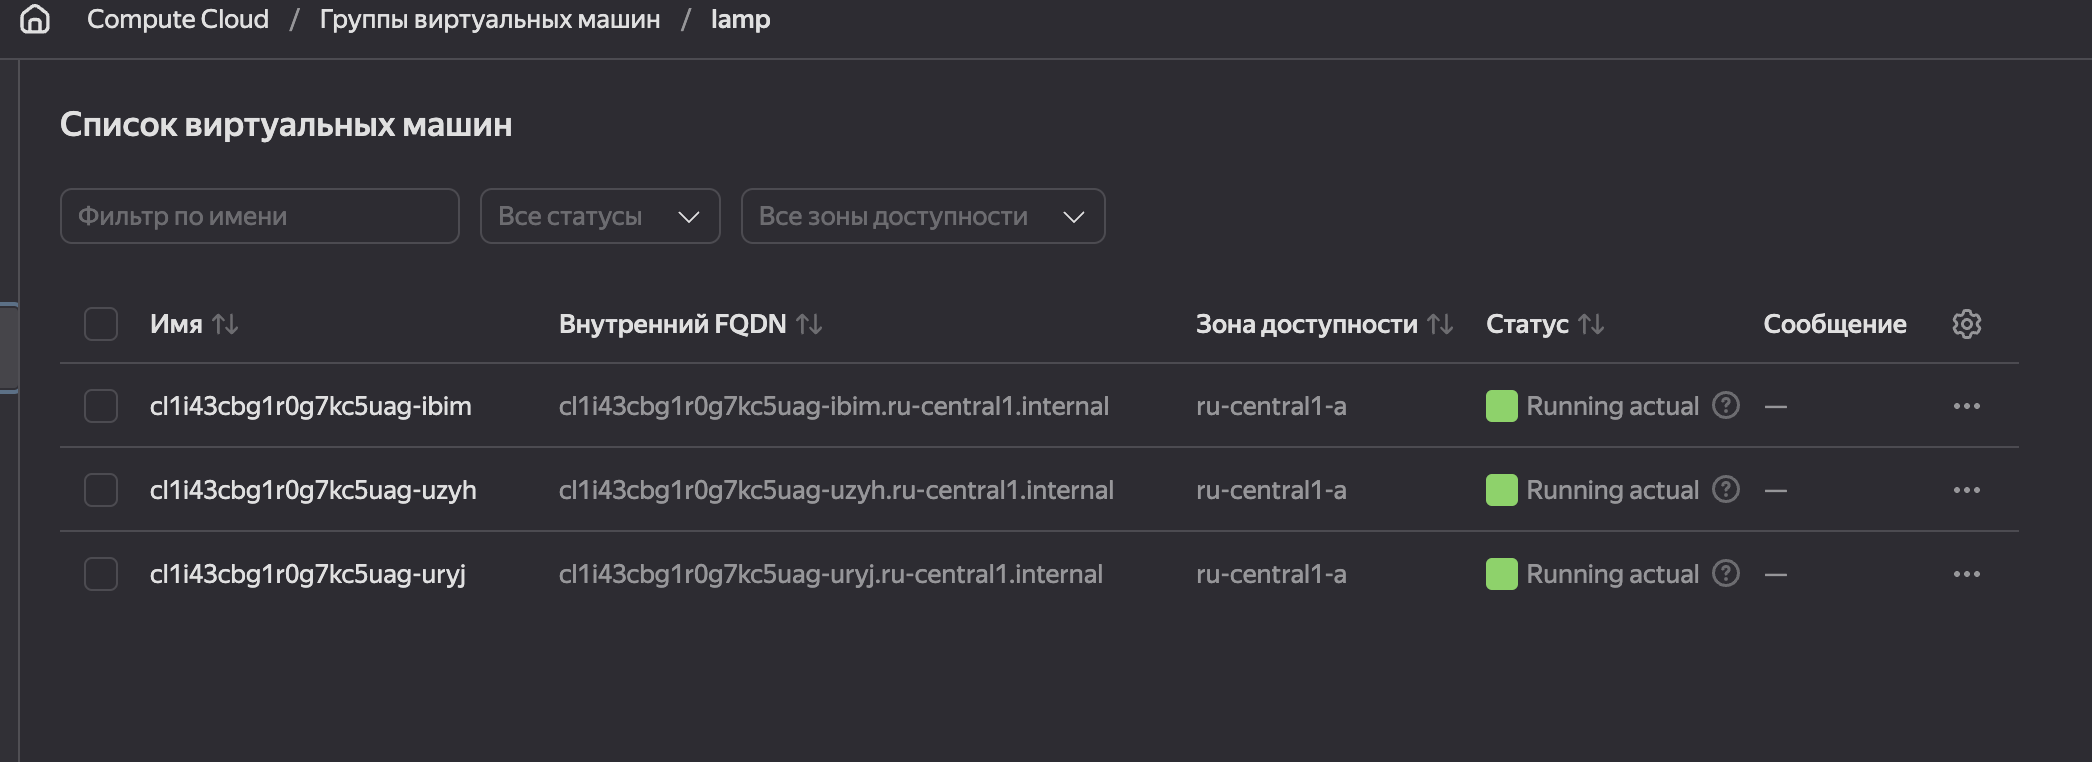 Compute Cloud / Группы виртуальных машин / lamp
Список виртуальных машин
Фильтр по имени Все статусы Все зоны доступности
Имя Внутренний FQDN Зона доступности Статус Сообщение
cl1i43cbg1r0g7kc5uag-ibim cl1i43cbg1r0g7kc5uag-ibim.ru-central1.internal ru-central1-a Running actual —
cl1i43cbg1r0g7kc5uag-uzyh cl1i43cbg1r0g7kc5uag-uzyh.ru-central1.internal ru-central1-a Running actual —
cl1i43cbg1r0g7kc5uag-uryj cl1i43cbg1r0g7kc5uag-uryj.ru-central1.internal ru-central1-a Running actual —